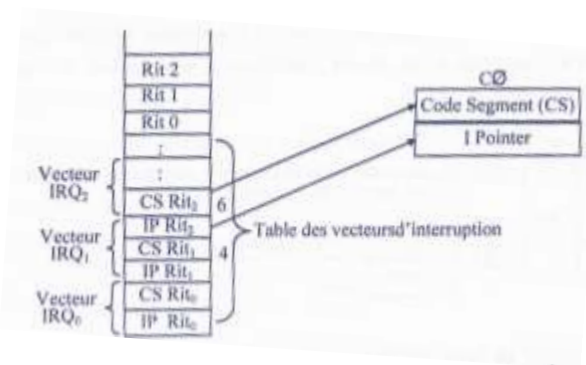 Rit 2
Rit 1
Rit 0
:
:
CS Rit₂
IP Rit₂
CS Rit₁
IP Rit₁
CS Rit₀
IP Rit₀
Vecteur
IRQ₂
Vecteur
IRQ₁
Vecteur
IRQ₀
6
4
Table des vecteursd'interruption
CØ
Code Segment (CS)
I Pointer